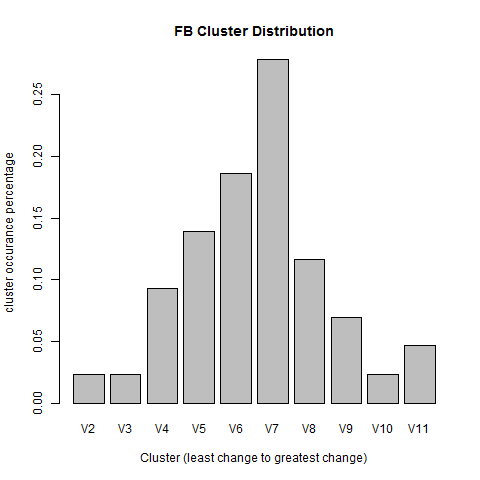 FB Cluster Distribution
cluster occurance percentage
0.25
0.20
0.15
0.10
0.05
0.00
V2 V3 V4 V5 V6 V7 V8 V9 V10 V11
Cluster (least change to greatest change)